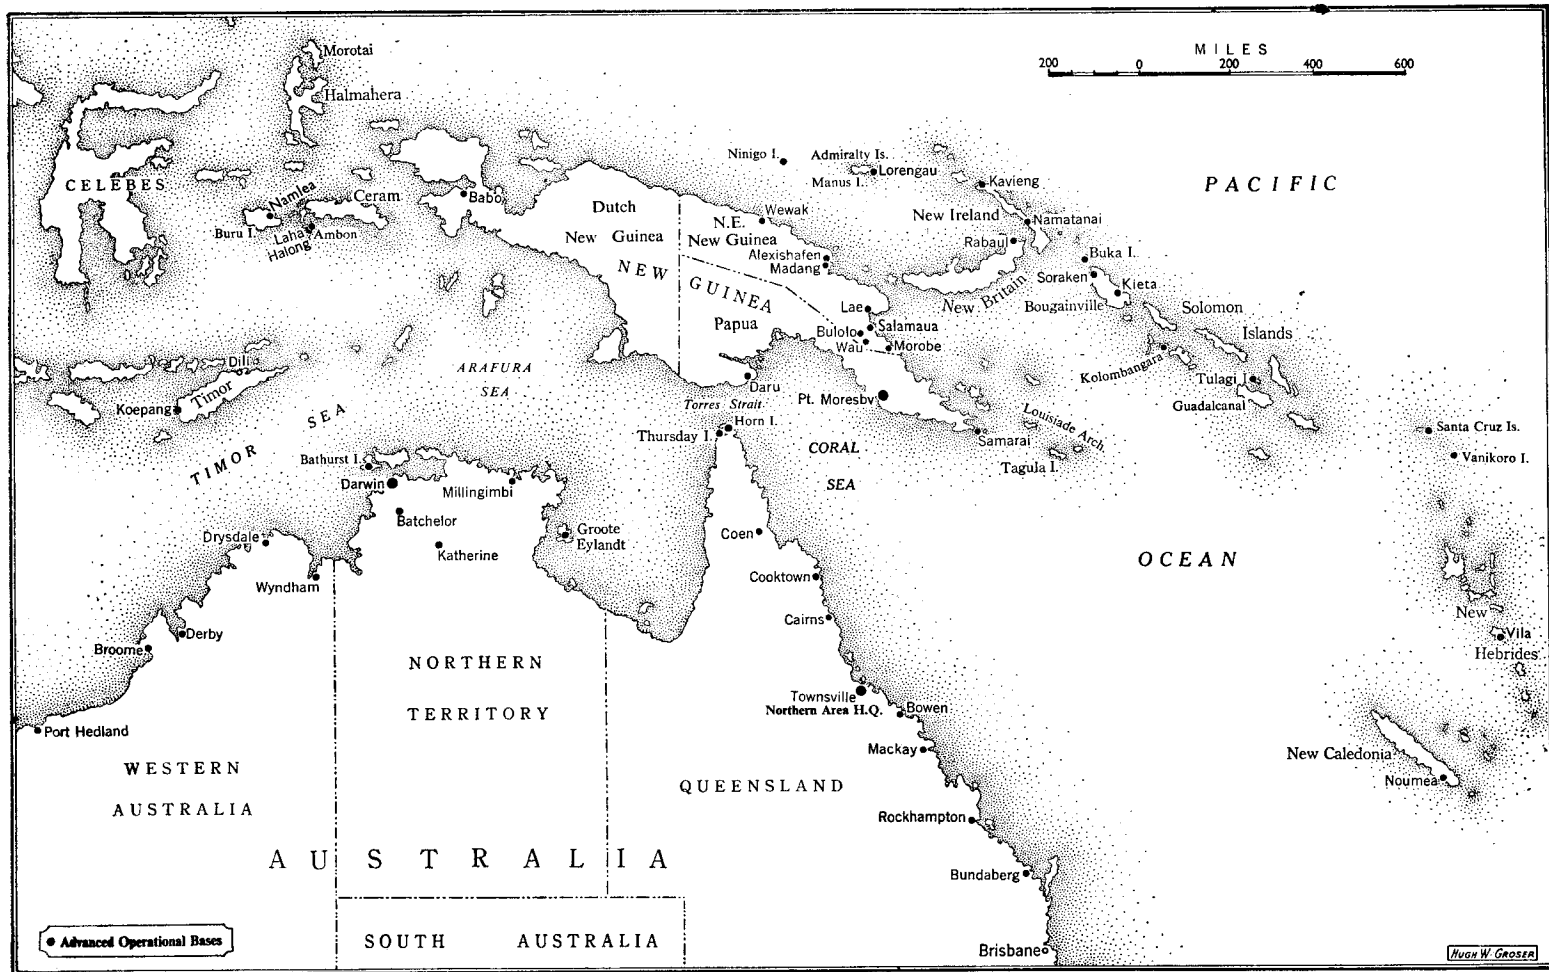 MILES
200 0 200 400 600
Morotai
Halmahera
CELEBES
Namlea
Ceram
Buru I.
Laha
Halong
Ambon
Babo
Ninigo I.
Admiralty Is.
Manus I.
Lorengau
Kavieng
New Ireland
Namatanai
Rabaul
New Britain
PACIFIC
Dutch
New Guinea
N.E.
New Guinea
Wewak
Alexishafen
Madang
NEW GUINEA
Papua
Lae
Salamaua
Bulolo
Wau
Morobe
Buka I.
Soraken
Kieta
Bougainville
Solomon
Islands
Kolombangara
Tulagi I.
Guadalcanal
Dili
Timor
Koepang
ARAFURA
SEA
TIMOR SEA
Daru
Torres Strait
Horn I.
Thursday I.
Pt. Moresby
CORAL
SEA
Samarai
Louisiade Arch.
Tagula I.
Santa Cruz Is.
Vanikoro I.
Bathurst I.
Darwin
Millingimbi
Batchelor
Katherine
Groote
Eylandt
Drysdale
Wyndham
Derby
Broome
Port Hedland
Coen
Cooktown
Cairns
OCEAN
New
Hebrides
Vila
NORTHERN
TERRITORY
Townsville
Northern Area H.Q.
Bowen
Mackay
New Caledonia
Noumea
WESTERN
AUSTRALIA
QUEENSLAND
Rockhampton
AUSTRALIA
Bundaberg
SOUTH AUSTRALIA
Brisbane
Advanced Operational Bases
HUGH W. GROSER